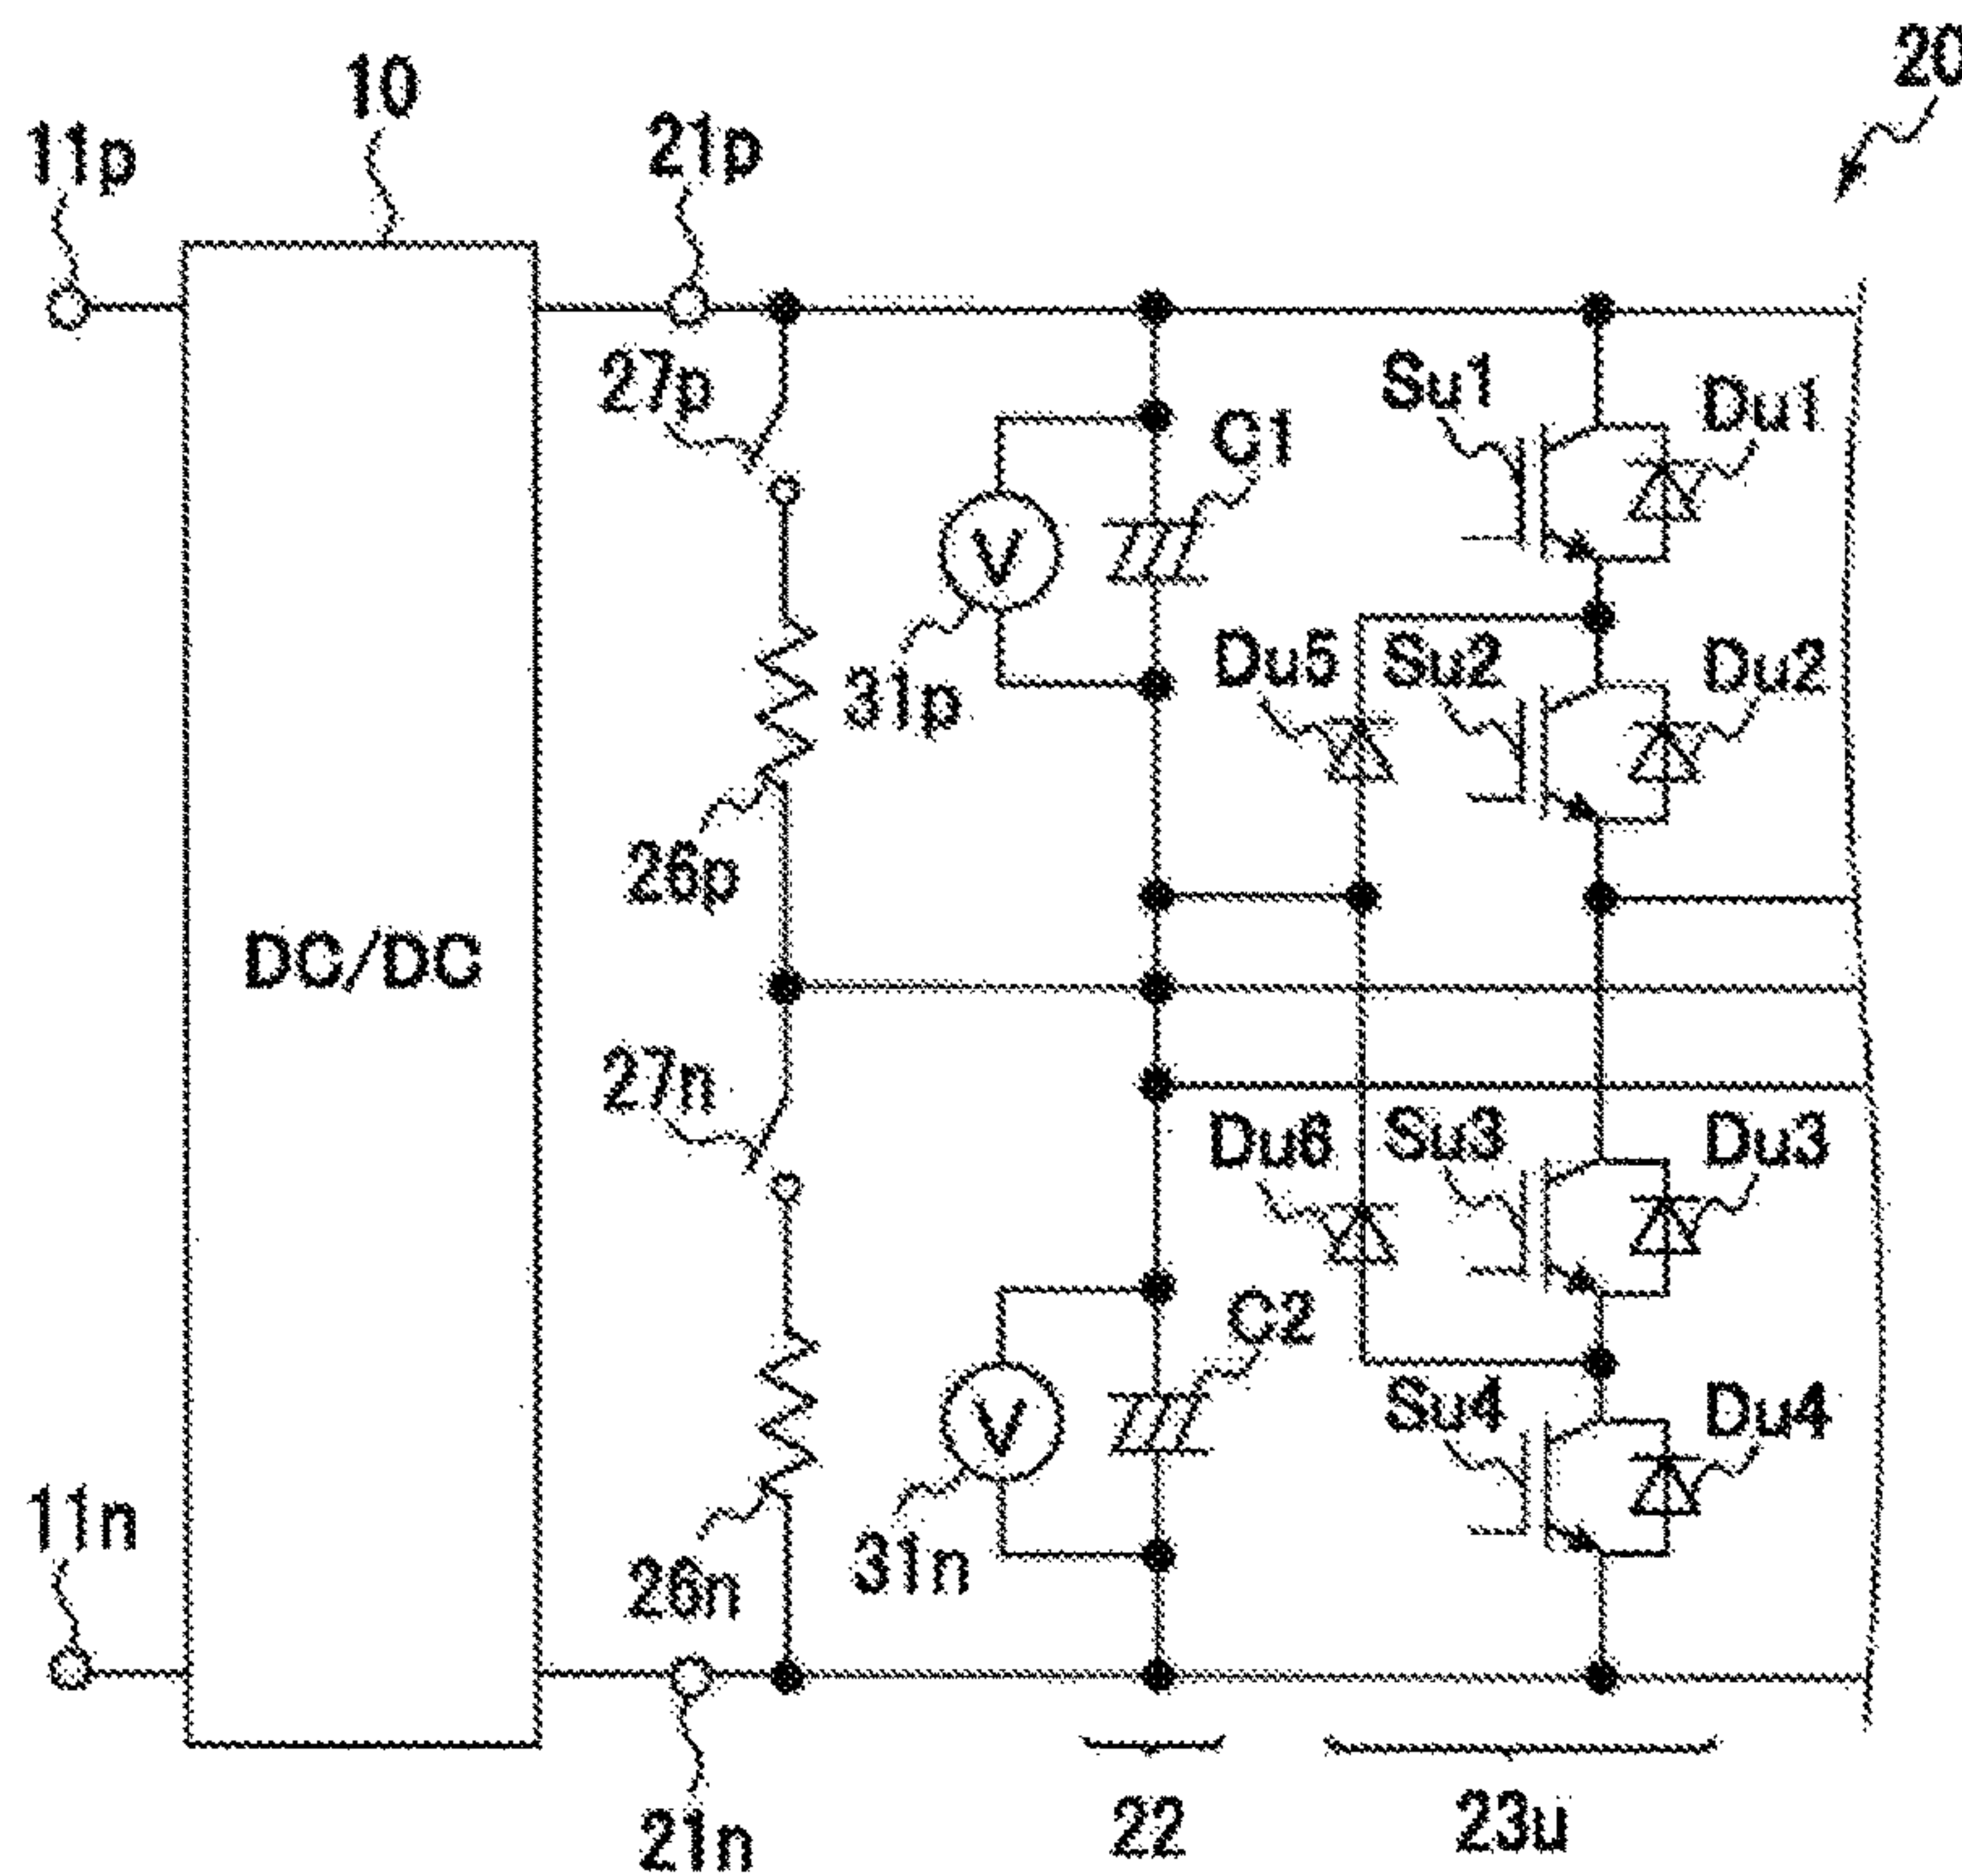 20
10
11p
21p
27p
Su1
Du1
C1
V
31p
Du5
Su2
Du2
26p
DC/DC
27n
Du6
Su3
Du3
C2
V
Su4
Du4
11n
31n
26n
21n
22
23u